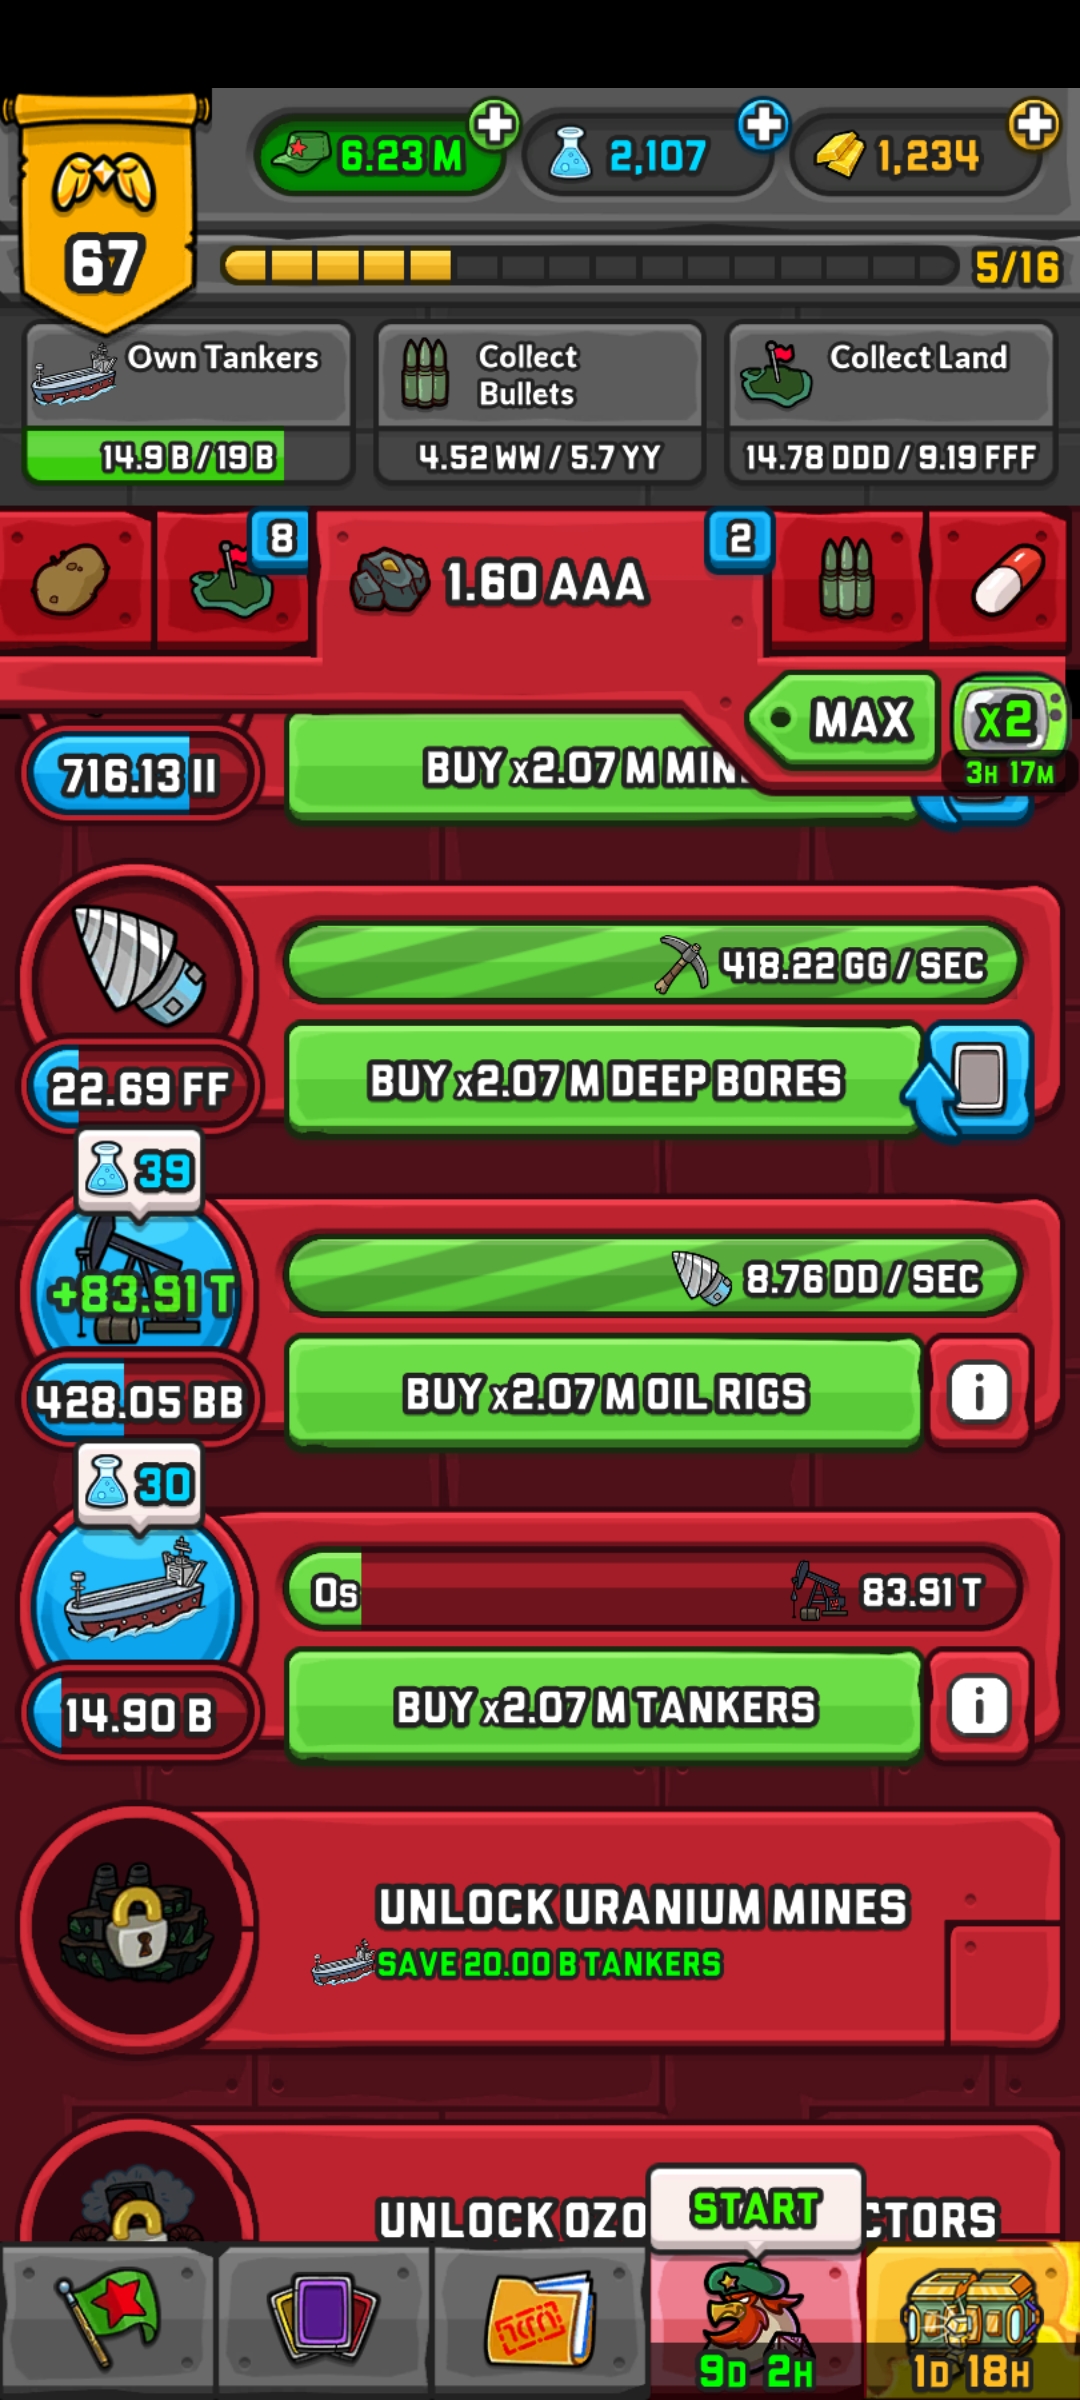 6.23 M
2,107
1,234
67
5/16
Own Tankers
14.9 B / 19 B
Collect
Bullets
4.52 WW / 5.7 YY
Collect Land
14.78 DDD / 9.19 FFF
8
1.60 AAA
2
MAX
x2
3H 17M
716.13 II
BUY x2.07 M MIN
418.22 GG / SEC
22.69 FF
BUY x2.07 M DEEP BORES
39
+83.91 T
8.76 DD / SEC
428.05 BB
BUY x2.07 M OIL RIGS
i
30
0s
83.91 T
14.90 B
BUY x2.07 M TANKERS
i
UNLOCK URANIUM MINES
SAVE 20.00 B TANKERS
UNLOCK OZO
CTORS
START
9D 2H
1D 18H